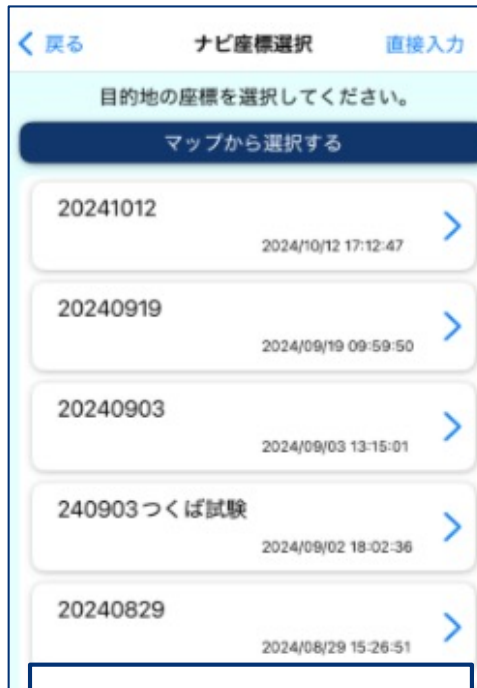 戻る ナビ座標選択 直接入力
目的地の座標を選択してください。
マップから選択する
20241012
2024/10/12 17:12:47
20240919
2024/09/19 09:59:50
20240903
2024/09/03 13:15:01
240903つくば試験
2024/09/02 18:02:36
20240829
2024/08/29 15:26:51